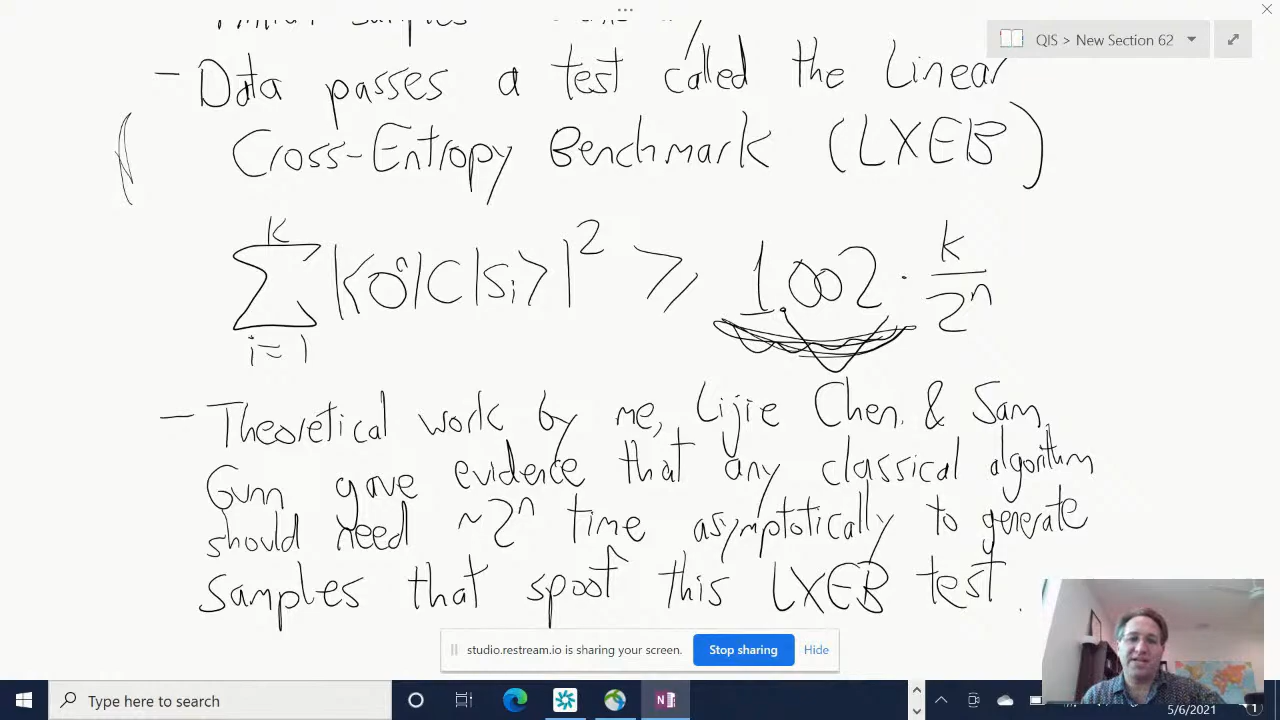 ...
QIS > New Section 62
- Data passes a test called the Linear
Cross-Entropy Benchmark (LXEB)
k
∑ |<0ⁿ|C|Sᵢ>|² ≥ 1.002 · k/2ⁿ
i=1
- Theoretical work by me, Lijie Chen & Sam
Gunn gave evidence that any classical algorithm
should need ~2ⁿ time asymptotically to generate
samples that spoof this LXEB test.
studio.restream.io is sharing your screen. Stop sharing Hide
Type here to search
5/6/2021
1